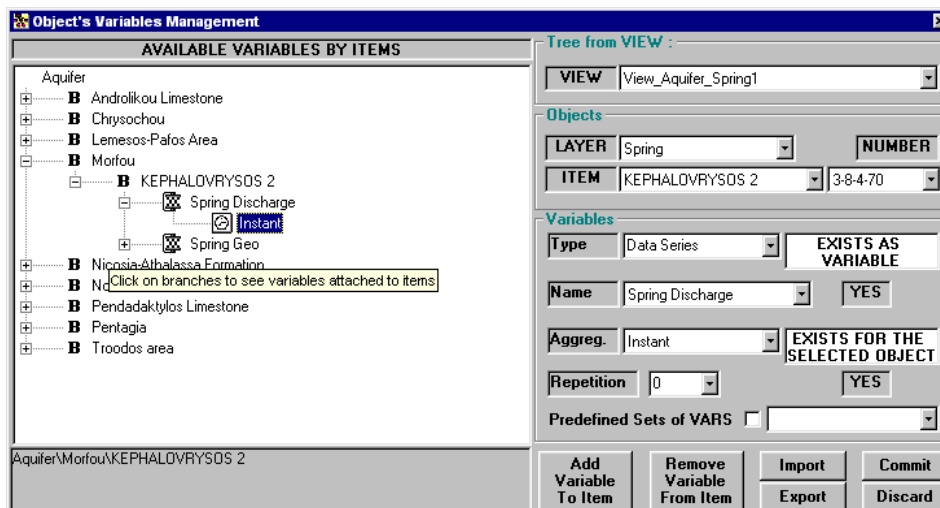 Object's Variables Management
AVAILABLE VARIABLES BY ITEMS
Aquifer
B Androlikou Limestone
B Chrysochou
B Lemesos-Pafos Area
B Morfou
B KEPHALOVRYSOS 2
Spring Discharge
Instant
Spring Geo
B Nicosia-Athalassa Formation
B
Click on branches to see variables attached to items
B Pendadaktylos Limestone
B Pentagia
B Troodos area
Aquifer\Morfou\KEPHALOVRYSOS 2
Tree from VIEW :
VIEW View_Aquifer_Spring1
Objects
LAYER Spring NUMBER
ITEM KEPHALOVRYSOS 2 3-8-4-70
Variables
Type Data Series EXISTS AS
VARIABLE
Name Spring Discharge YES
Aggreg. Instant EXISTS FOR THE
SELECTED OBJECT
Repetition 0 YES
Predefined Sets of VARS
Add
Variable
To Item
Remove
Variable
From Item
Import
Export
Commit
Discard